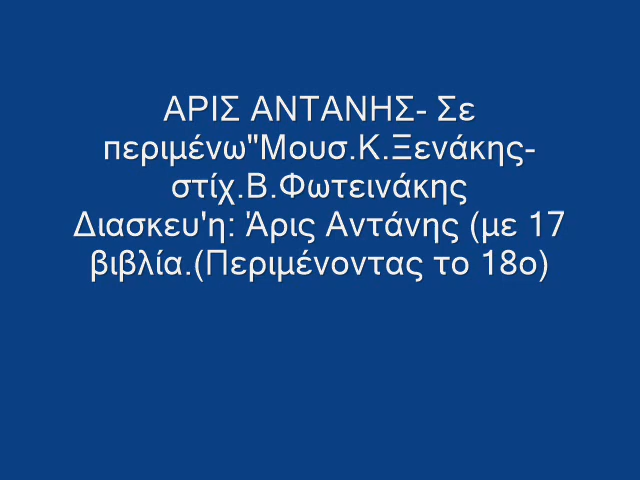 ΑΡΙΣ ΑΝΤΑΝΗΣ- Σε
περιμένω"Μουσ.Κ.Ξενάκης-
στίχ.Β.Φωτεινάκης
Διασκευ'η: Άρις Αντάνης (με 17
βιβλία.(Περιμένοντας το 18ο)